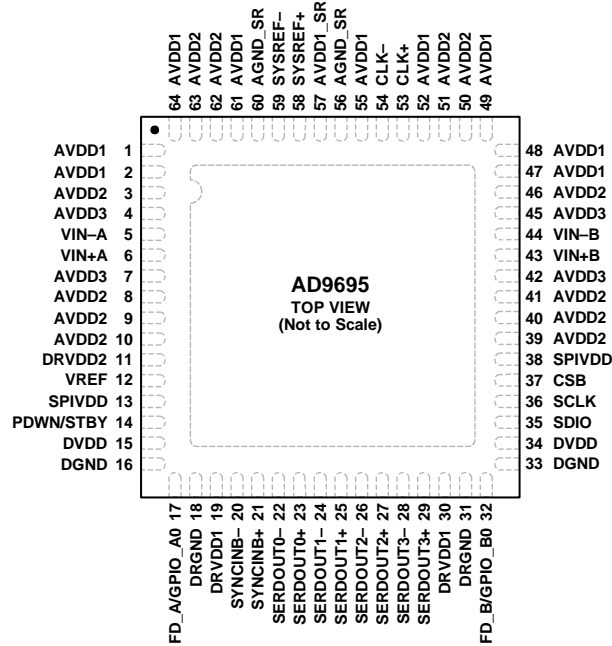 64 AVDD1
63 AVDD2
62 AVDD2
61 AVDD1
60 AGND_SR
59 SYSREF–
58 SYSREF+
57 AVDD1_SR
56 AGND_SR
55 AVDD1
54 CLK–
53 CLK+
52 AVDD1
51 AVDD2
50 AVDD2
49 AVDD1
AVDD1 1
AVDD1 2
AVDD2 3
AVDD3 4
VIN–A 5
VIN+A 6
AVDD3 7
AVDD2 8
AVDD2 9
AVDD2 10
DRVDD2 11
VREF 12
SPIVDD 13
PDWN/STBY 14
DVDD 15
DGND 16
AD9695
TOP VIEW
(Not to Scale)
48 AVDD1
47 AVDD1
46 AVDD2
45 AVDD3
44 VIN–B
43 VIN+B
42 AVDD3
41 AVDD2
40 AVDD2
39 AVDD2
38 SPIVDD
37 CSB
36 SCLK
35 SDIO
34 DVDD
33 DGND
FD_A/GPIO_A0 17
DRGND 18
DRVDD1 19
SYNCINB– 20
SYNCINB+ 21
SERDOUT0– 22
SERDOUT0+ 23
SERDOUT1– 24
SERDOUT1+ 25
SERDOUT2– 26
SERDOUT2+ 27
SERDOUT3– 28
SERDOUT3+ 29
DRVDD1 30
DRGND 31
FD_B/GPIO_B0 32